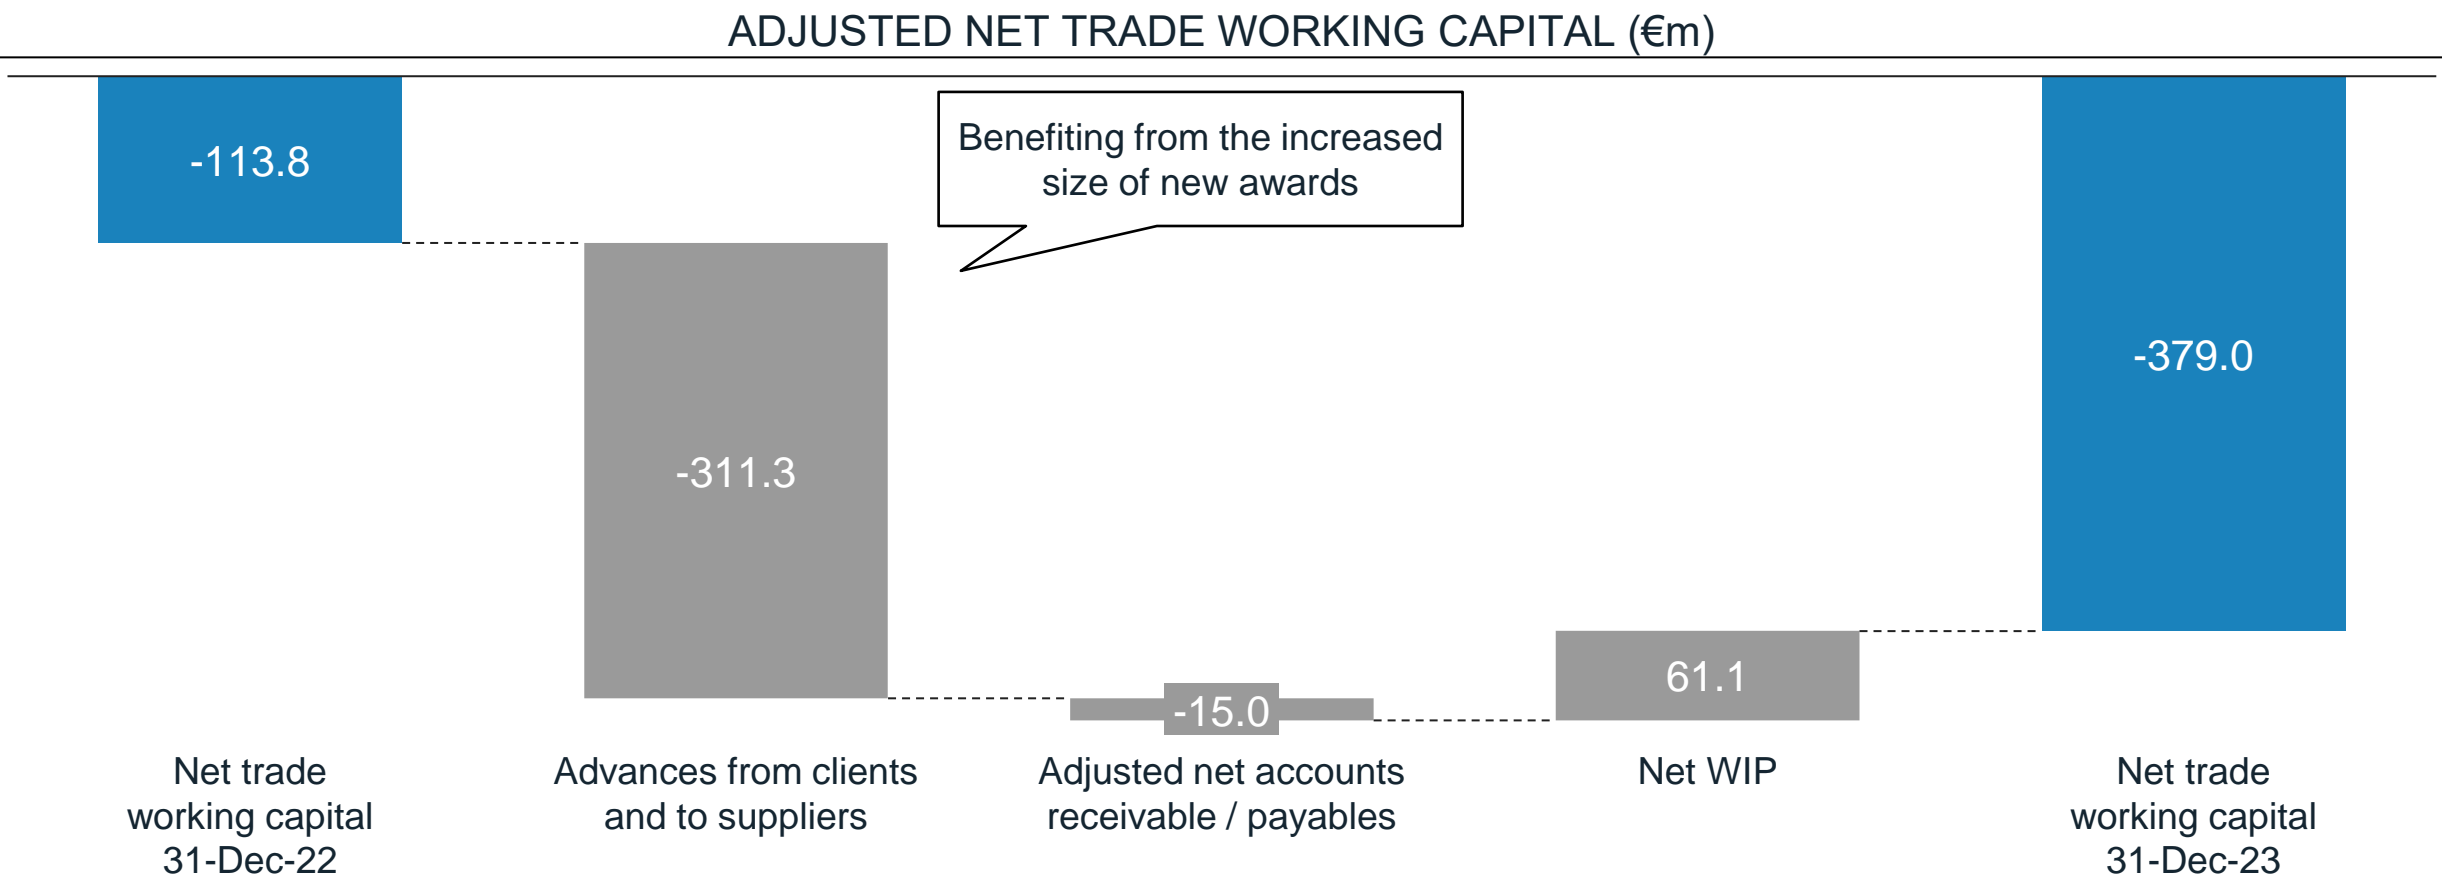 ADJUSTED NET TRADE WORKING CAPITAL (€m)
Benefiting from the increased
size of new awards
-113.8
-311.3
-15.0
61.1
-379.0
Net trade
working capital
31-Dec-22
Advances from clients
and to suppliers
Adjusted net accounts
receivable / payables
Net WIP
Net trade
working capital
31-Dec-23